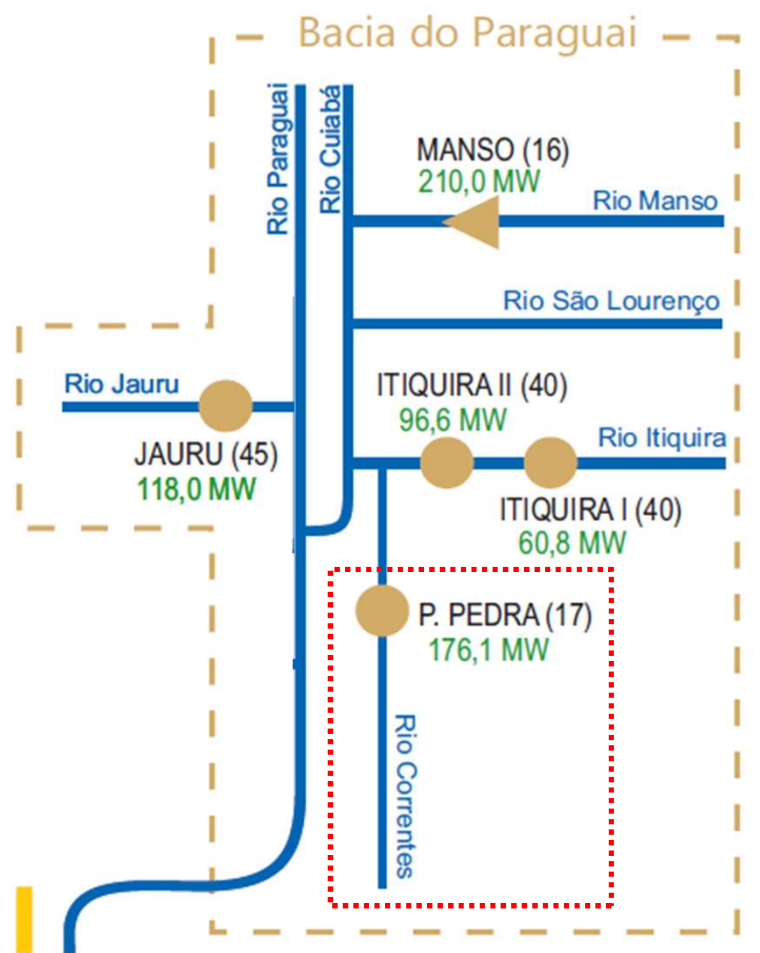 Bacia do Paraguai
Rio Paraguai
Rio Cuiabá
MANSO (16)
210,0 MW
Rio Manso
Rio São Lourenço
Rio Jauru
JAURU (45)
118,0 MW
ITIQUIRA II (40)
96,6 MW
Rio Itiquira
ITIQUIRA I (40)
60,8 MW
P. PEDRA (17)
176,1 MW
Rio Correntes